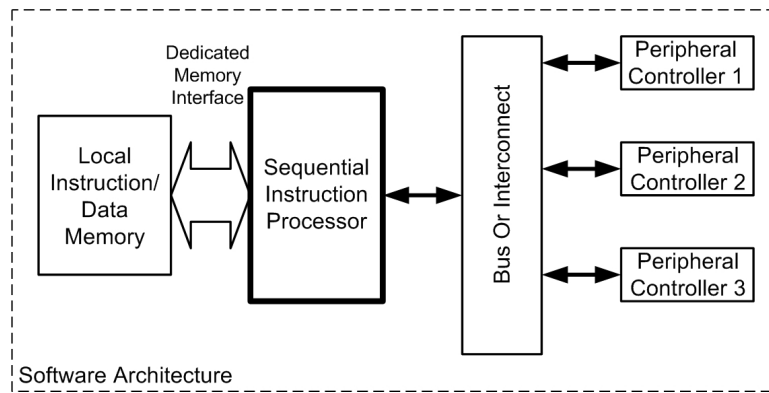 Dedicated
Memory
Interface
Local
Instruction/
Data
Memory
Sequential
Instruction
Processor
Bus Or Interconnect
Peripheral
Controller 1
Peripheral
Controller 2
Peripheral
Controller 3
Software Architecture